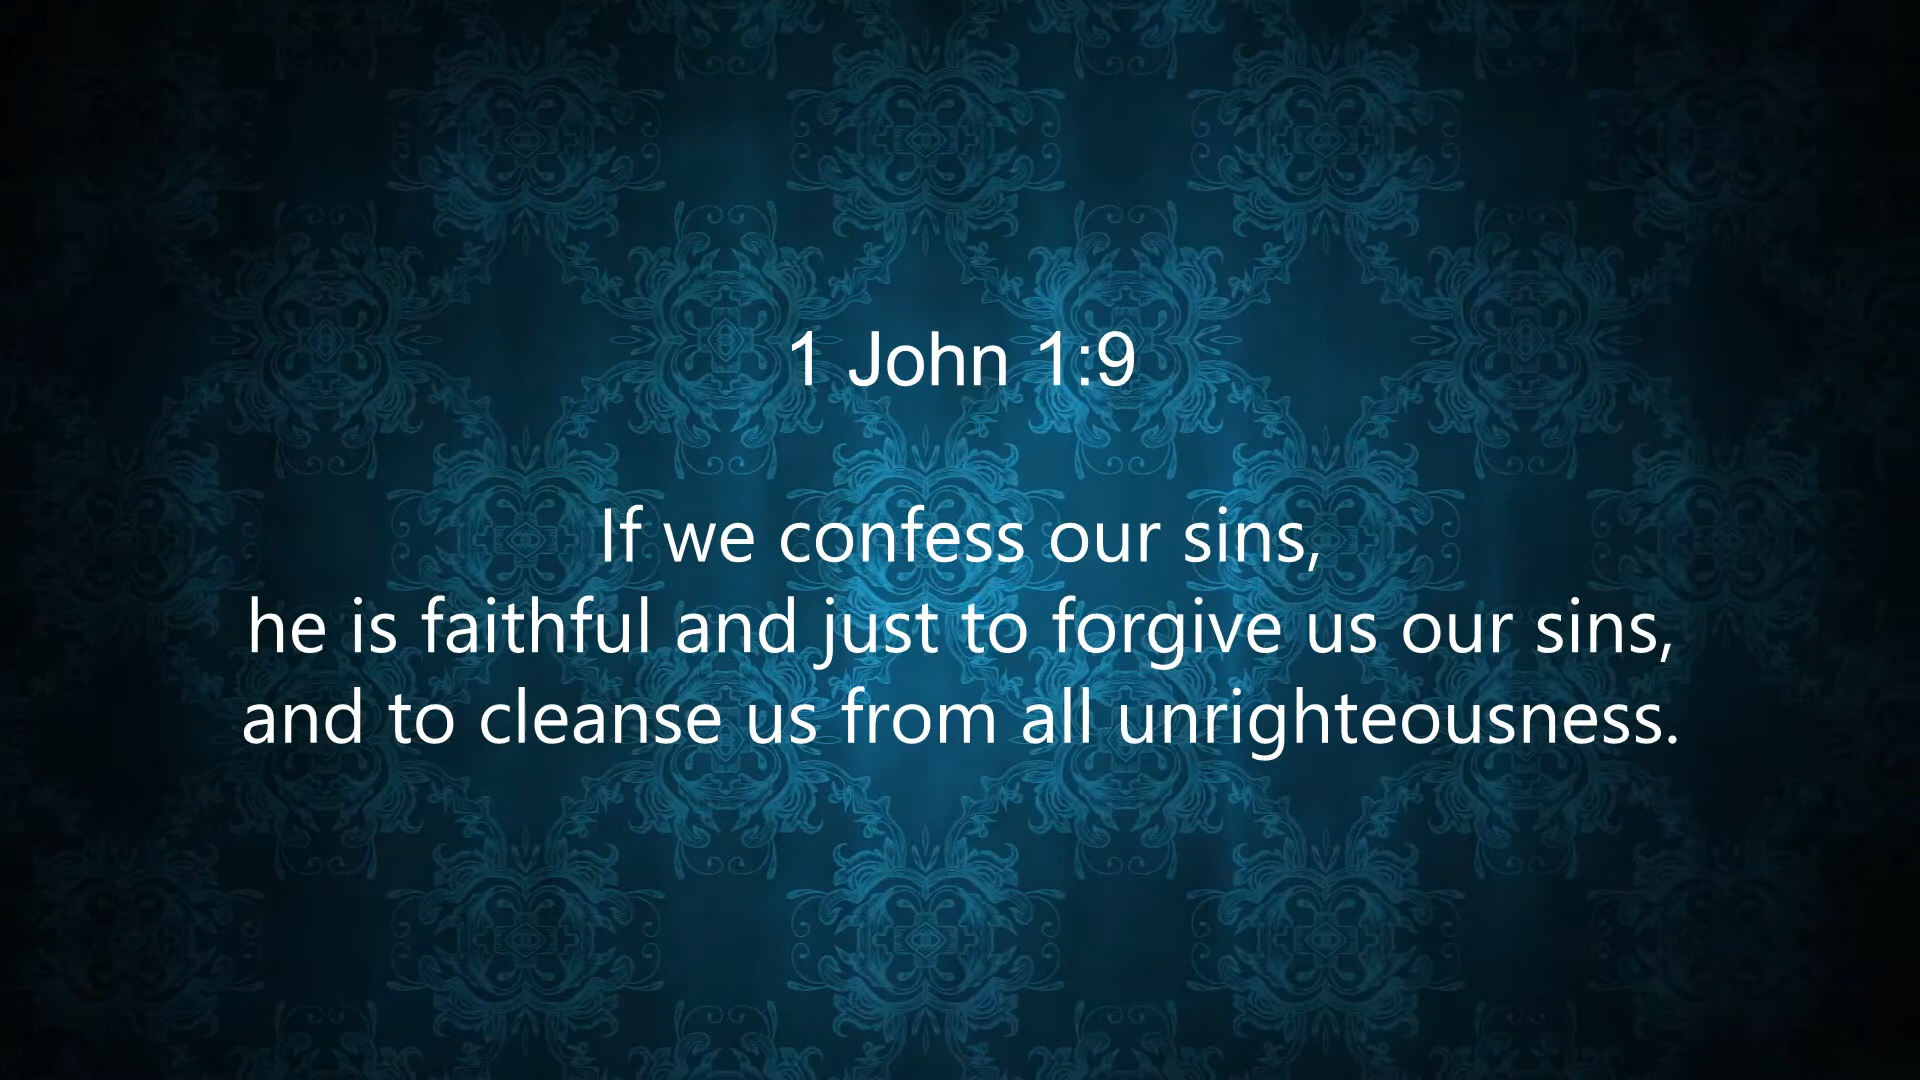 1 John 1:9
If we confess our sins,
he is faithful and just to forgive us our sins,
and to cleanse us from all unrighteousness.